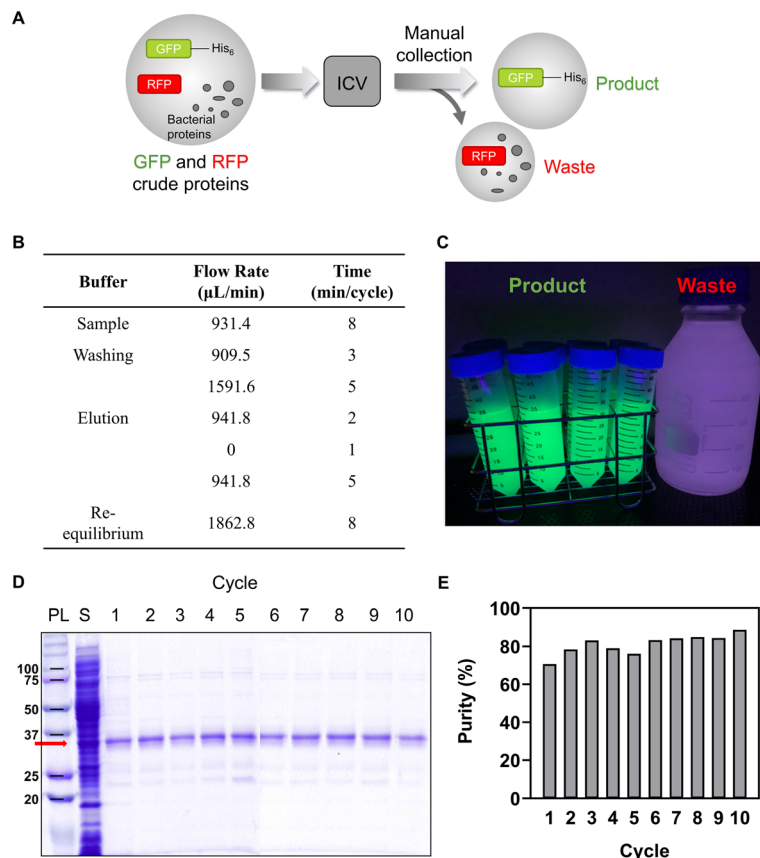 A
GFP
His6
RFP
Bacterial
proteins
GFP and RFP
crude proteins
ICV
Manual
collection
GFP
His6
Product
RFP
Waste
B
Buffer
Flow Rate
(µL/min)
Time
(min/cycle)
Sample 931.4 8
Washing 909.5 3
1591.6 5
Elution 941.8 2
0 1
941.8 5
Re-
equilibrium
1862.8 8
C
Product Waste
D
Cycle
PL S 1 2 3 4 5 6 7 8 9 10
100
75
50
37
25
20
E
Purity (%)
100
80
60
40
20
0
1 2 3 4 5 6 7 8 9 10
Cycle